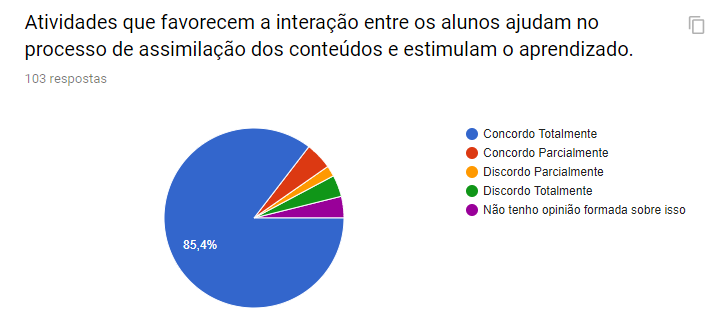 Atividades que favorecem a interação entre os alunos ajudam no
processo de assimilação dos conteúdos e estimulam o aprendizado.
103 respostas
Concordo Totalmente
Concordo Parcialmente
Discordo Parcialmente
Discordo Totalmente
Não tenho opinião formada sobre isso
85,4%